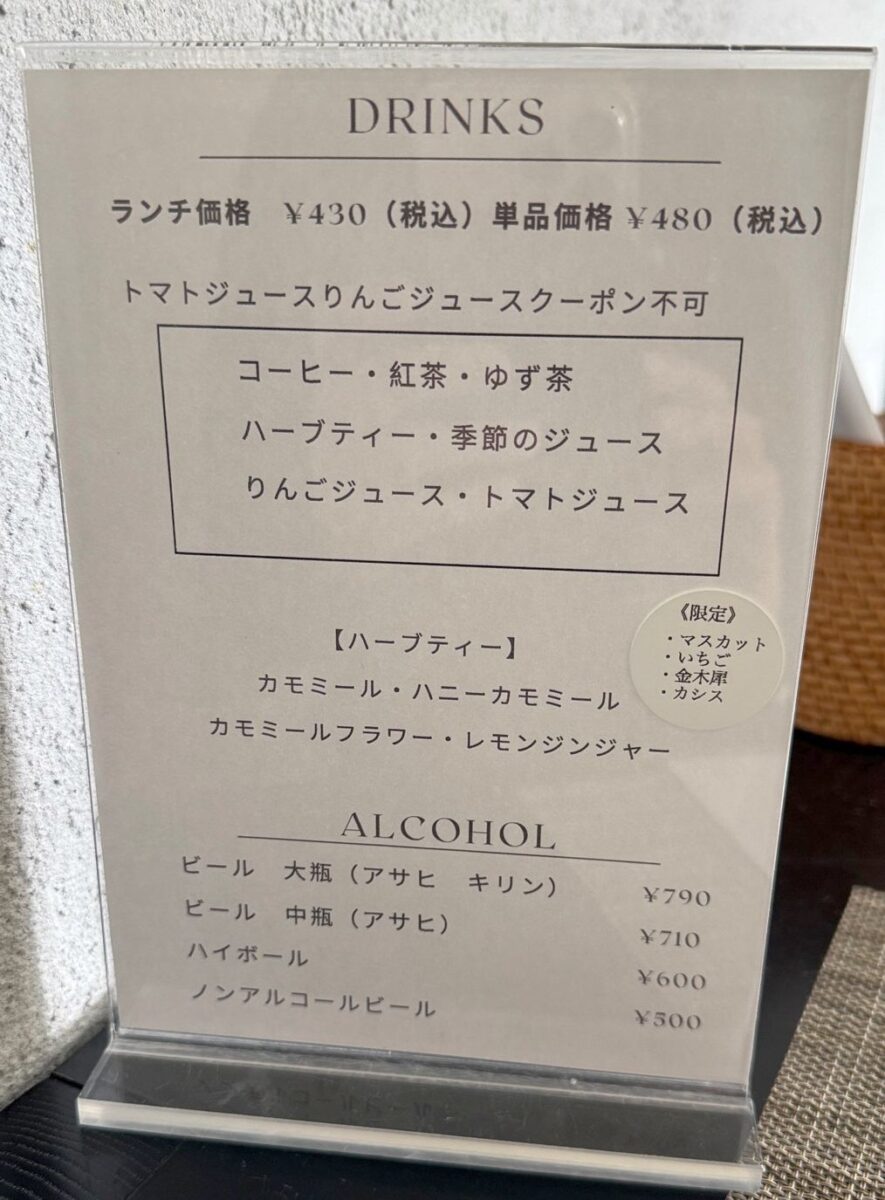 DRINKS
ランチ価格 ¥430（税込）単品価格 ¥480（税込）
トマトジュースりんごジュースクーポン不可
コーヒー・紅茶・ゆず茶
ハーブティー・季節のジュース
りんごジュース・トマトジュース
《限定》
・マスカット
・いちご
・金木犀
・カシス
【ハーブティー】
カモミール・ハニーカモミール
カモミールフラワー・レモンジンジャー
ALCOHOL
ビール 大瓶（アサヒ キリン） ¥790
ビール 中瓶（アサヒ） ¥710
ハイボール ¥600
ノンアルコールビール ¥500